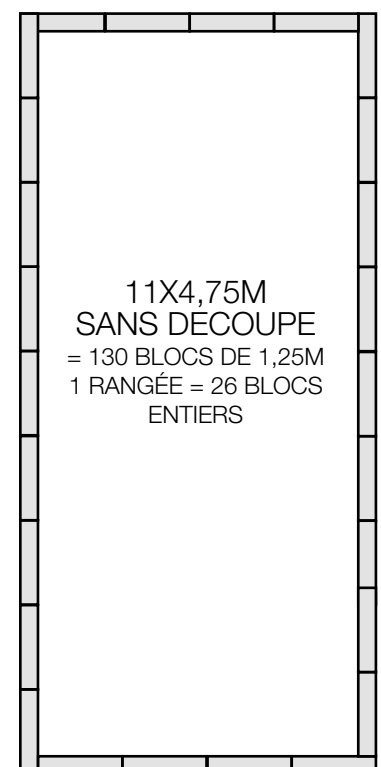 11X4,75M
SANS DECOUPE
= 130 BLOCS DE 1,25M
1 RANGÉE = 26 BLOCS
ENTIERS